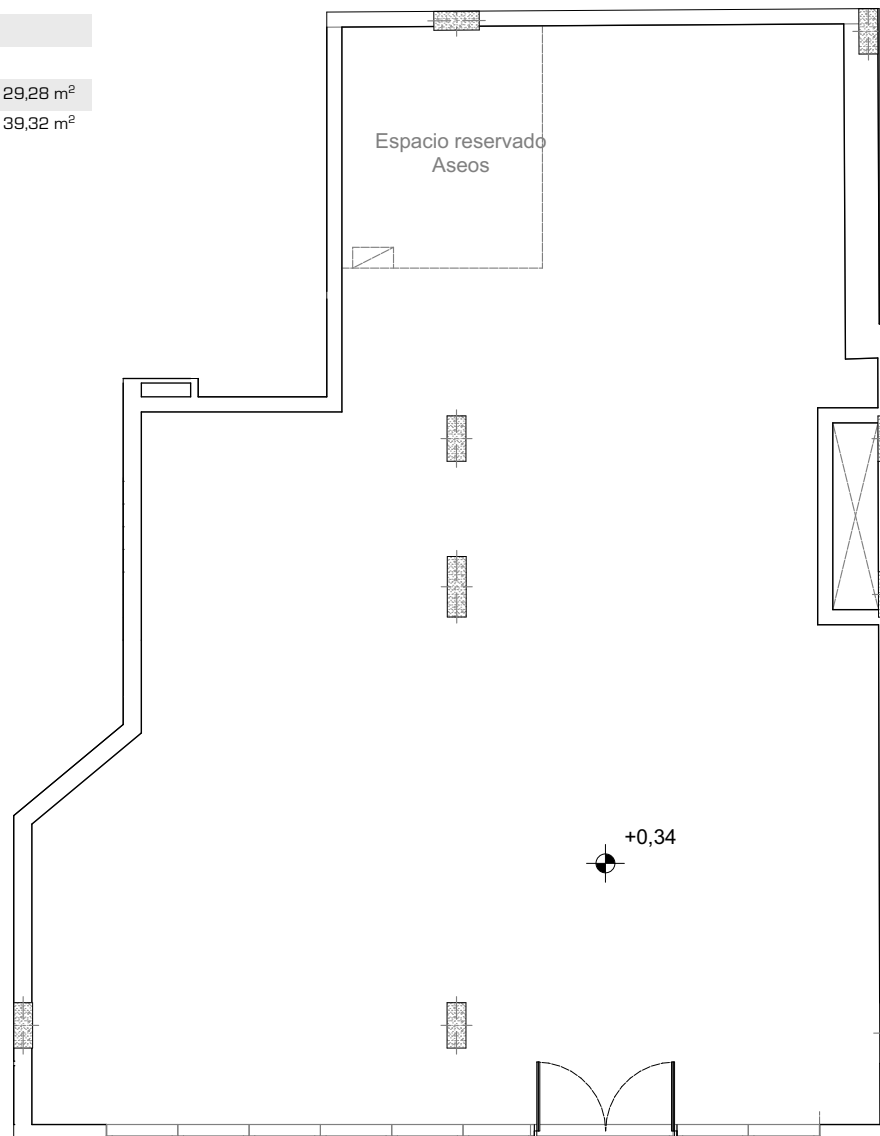 29,28 m²
39,32 m²
Espacio reservado
Aseos
+0,34